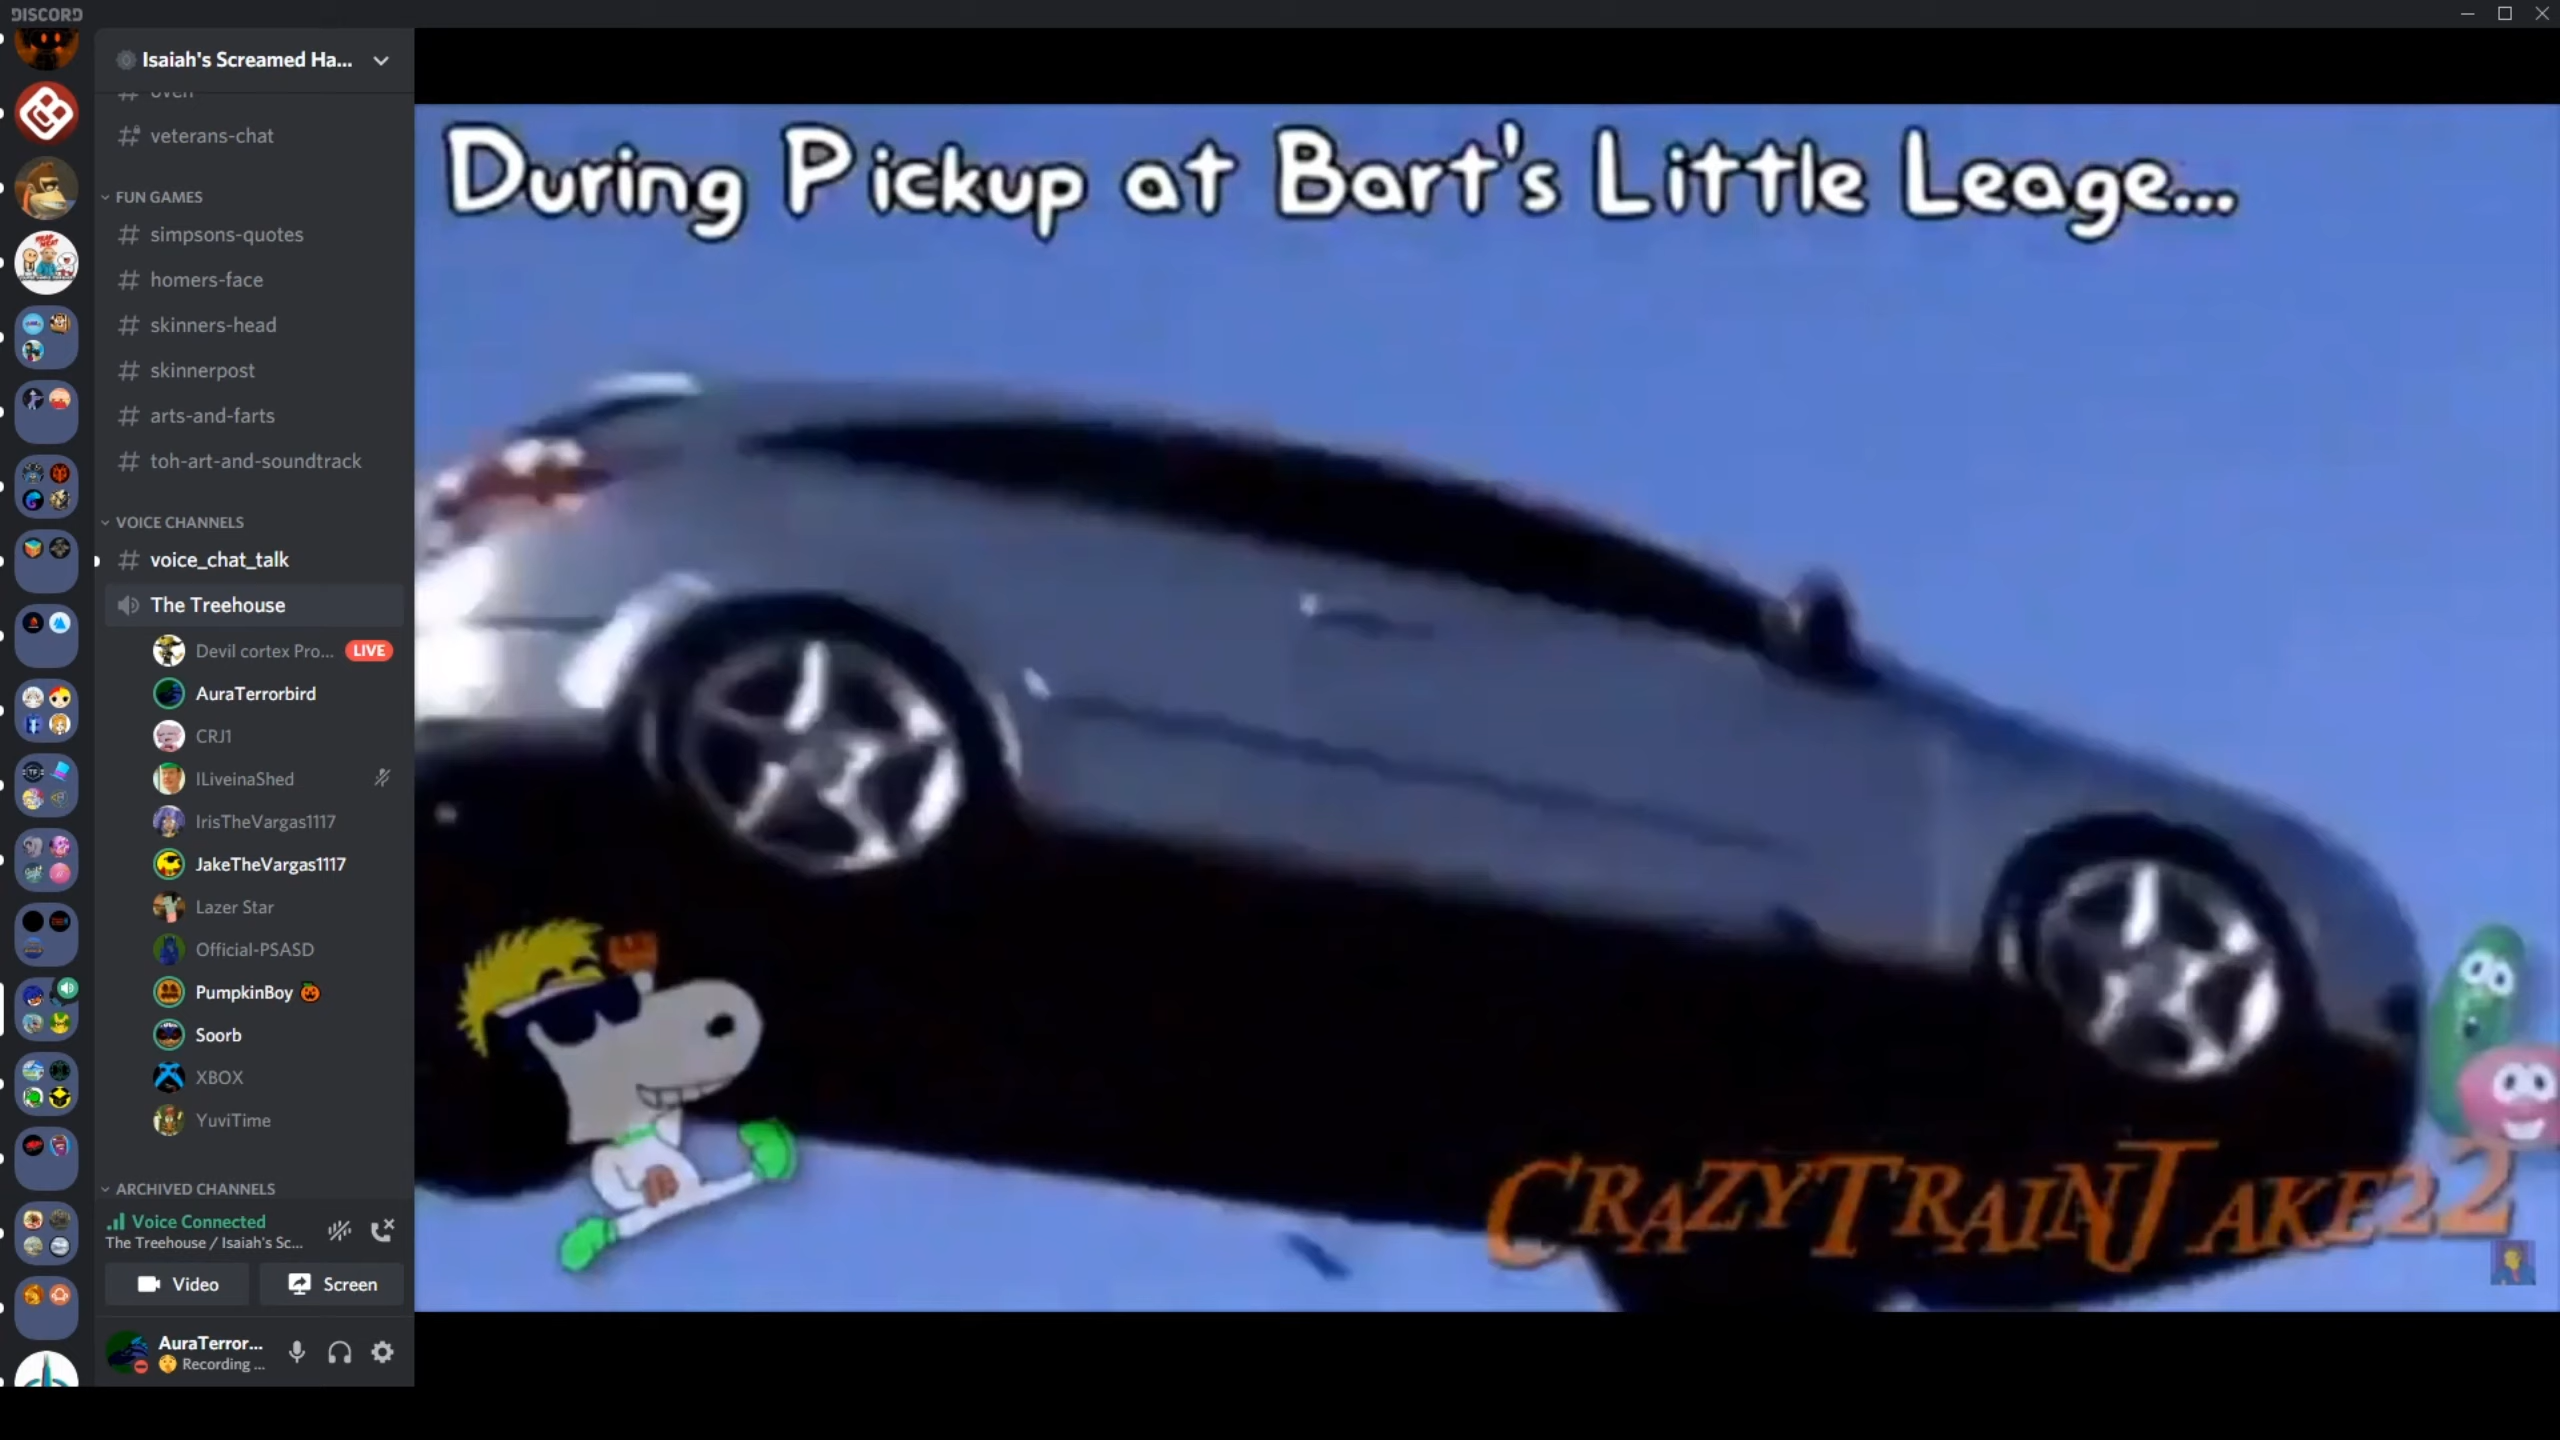 DISCORD
Isaiah's Screamed Ha...
oven
veterans-chat
FUN GAMES
simpsons-quotes
homers-face
skinners-head
skinnerpost
arts-and-farts
toh-art-and-soundtrack
VOICE CHANNELS
voice_chat_talk
The Treehouse
Devil cortex Pro... LIVE
AuraTerrorbird
CRJ1
ILiveinaShed
IrisTheVargas1117
JakeTheVargas1117
Lazer Star
Official-PSASD
PumpkinBoy
Soorb
XBOX
YuviTime
ARCHIVED CHANNELS
Voice Connected
The Treehouse / Isaiah's Sc...
Video
Screen
AuraTerror...
Recording ...
During Pickup at Bart's Little Leage...
CrazyTrainJake22